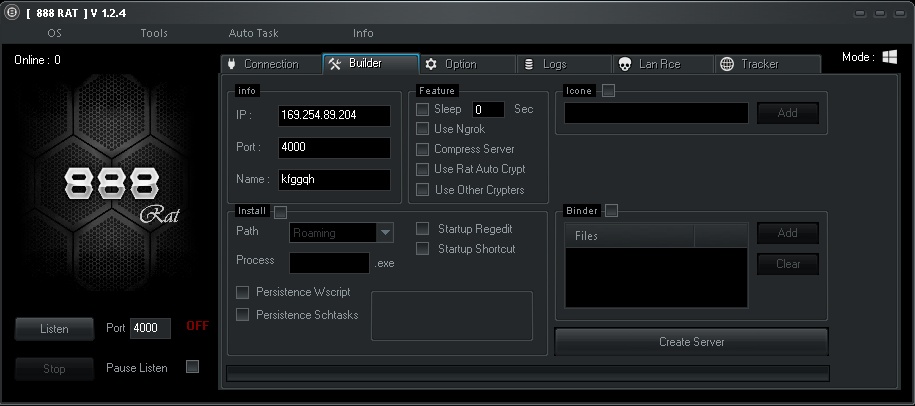 [ 888 RAT ] V 1.2.4
OS Tools Auto Task Info
Online : 0
Connection Builder Option Logs Lan Rce Tracker
Mode :
info
IP : 169.254.89.204
Port : 4000
Name : kfggqh
Feature
Sleep 0 Sec
Use Ngrok
Compress Server
Use Rat Auto Crypt
Use Other Crypters
Icone
Add
888
Rat
Install
Path Roaming
Process .exe
Startup Regedit
Startup Shortcut
Persistence Wscript
Persistence Schtasks
Binder
Files
Add
Clear
Create Server
Listen Port 4000 OFF
Stop Pause Listen